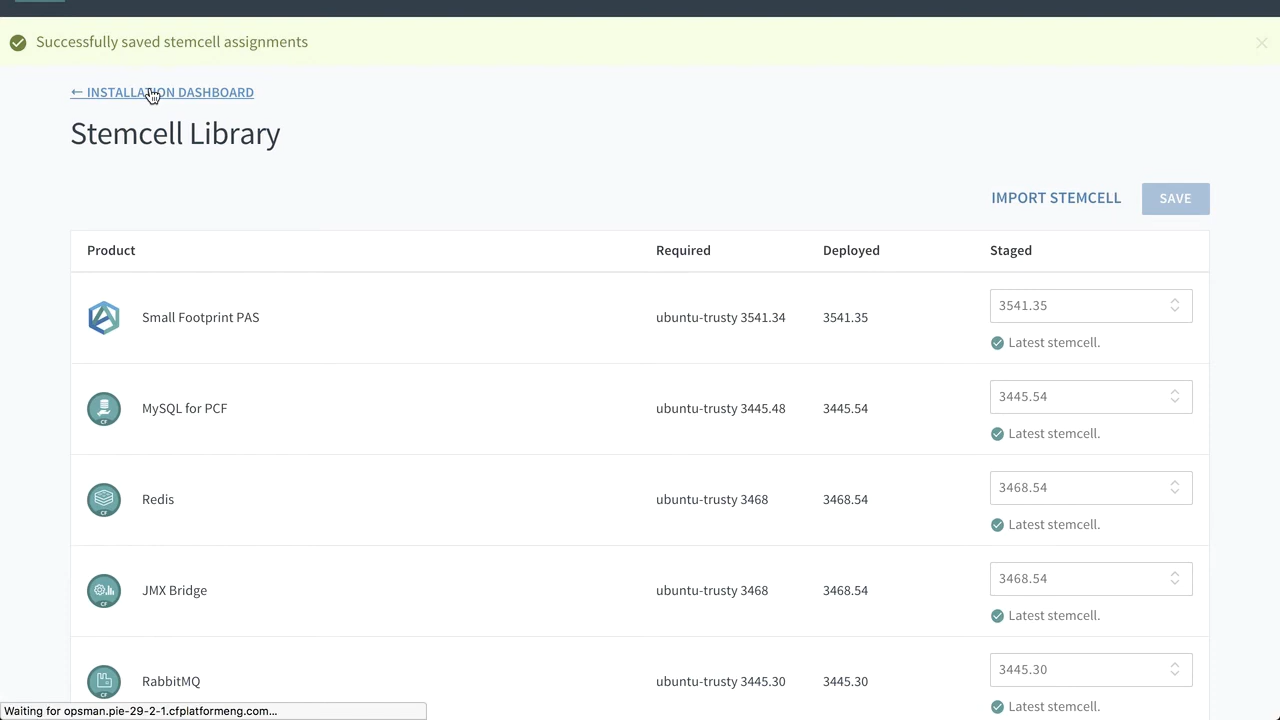 Successfully saved stemcell assignments
← INSTALLATION DASHBOARD
Stemcell Library
IMPORT STEMCELL SAVE
Product Required Deployed Staged
Small Footprint PAS ubuntu-trusty 3541.34 3541.35 3541.35
Latest stemcell.
MySQL for PCF ubuntu-trusty 3445.48 3445.54 3445.54
Latest stemcell.
Redis ubuntu-trusty 3468 3468.54 3468.54
Latest stemcell.
JMX Bridge ubuntu-trusty 3468 3468.54 3468.54
Latest stemcell.
RabbitMQ ubuntu-trusty 3445.30 3445.30 3445.30
Latest stemcell.
Waiting for opsman.pie-29-2-1.cfplatformeng.com...